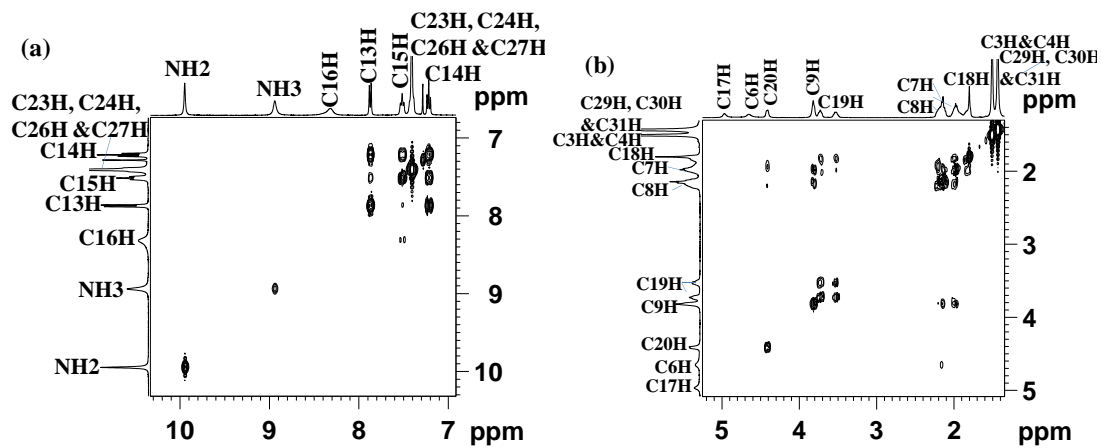 (a)
NH2
NH3
C16H
C13H
C15H
C23H, C24H,
C26H &C27H
C14H
ppm
C23H, C24H,
C26H &C27H
C14H
C15H
C13H
C16H
NH3
NH2
7
8
9
10
10 9 8 7 ppm
(b)
C17H
C6H
C20H
C9H
C19H
C7H
C8H
C18H
C3H&C4H
C29H, C30H
&C31H
ppm
C29H, C30H
&C31H
C3H&C4H
C18H
C7H
C8H
C19H
C9H
C20H
C6H
C17H
2
3
4
5
5 4 3 2 ppm